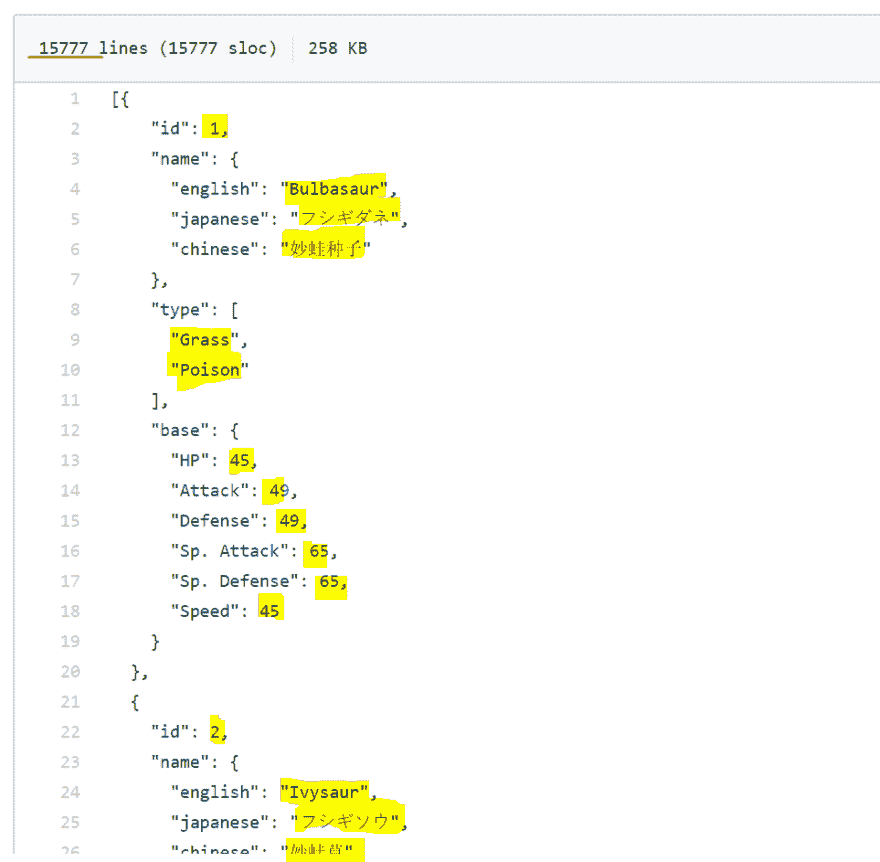 15777 lines (15777 sloc) 258 KB
1 [{
2 "id": 1,
3 "name": {
4 "english": "Bulbasaur",
5 "japanese": "フシギダネ",
6 "chinese": "妙蛙种子"
7 },
8 "type": [
9 "Grass",
10 "Poison"
11 ],
12 "base": {
13 "HP": 45,
14 "Attack": 49,
15 "Defense": 49,
16 "Sp. Attack": 65,
17 "Sp. Defense": 65,
18 "Speed": 45
19 }
20 },
21 {
22 "id": 2,
23 "name": {
24 "english": "Ivysaur",
25 "japanese": "フシギソウ",
26 "chinese": "妙蛙草"